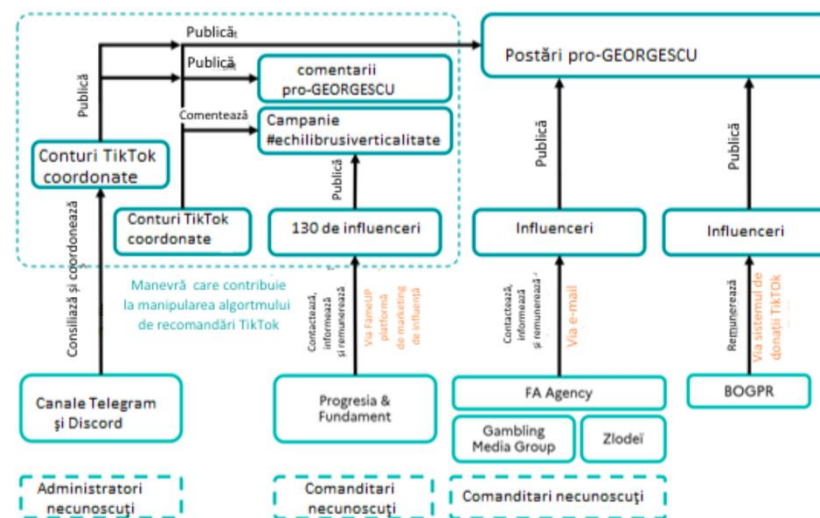 Publică
Postări pro-GEORGESCU
Publică
comentarii
pro-GEORGESCU
Publică
Comentează
Campanie
#echilibrusiverticalitate
Publică
Publică
Conturi TikTok
coordonate
Publică
Conturi TikTok
coordonate
130 de influenceri
Influenceri
Influenceri
Consiliază și coordonează
Manevră care contribuie
la manipularea algortmului
de recomandări TikTok
Contactează,
informează
și remunerează
Via FameUP
platformă
de marketing
de influență
Contactează,
informează
și remunerează
Via e-mail
Remunerează
Via sistemul de
donații TikTOk
Canale Telegram
și Discord
Progresia &
Fundament
FA Agency
Gambling
Media Group
Zlodeï
BOGPR
Administratori
necunoscuți
Comanditari
necunoscuți
Comanditari necunoscuți